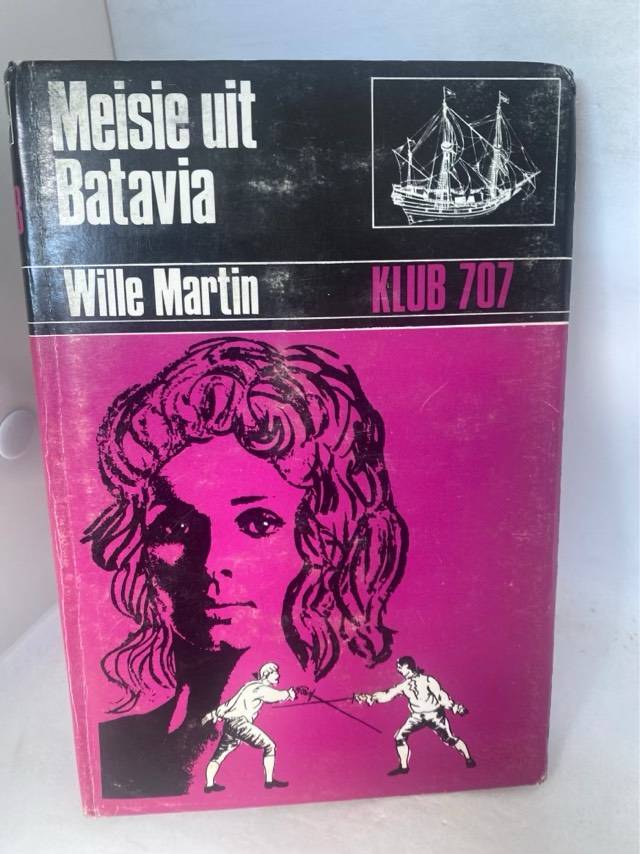 Meisie uit
Batavia
Wille Martin
KLUB 707